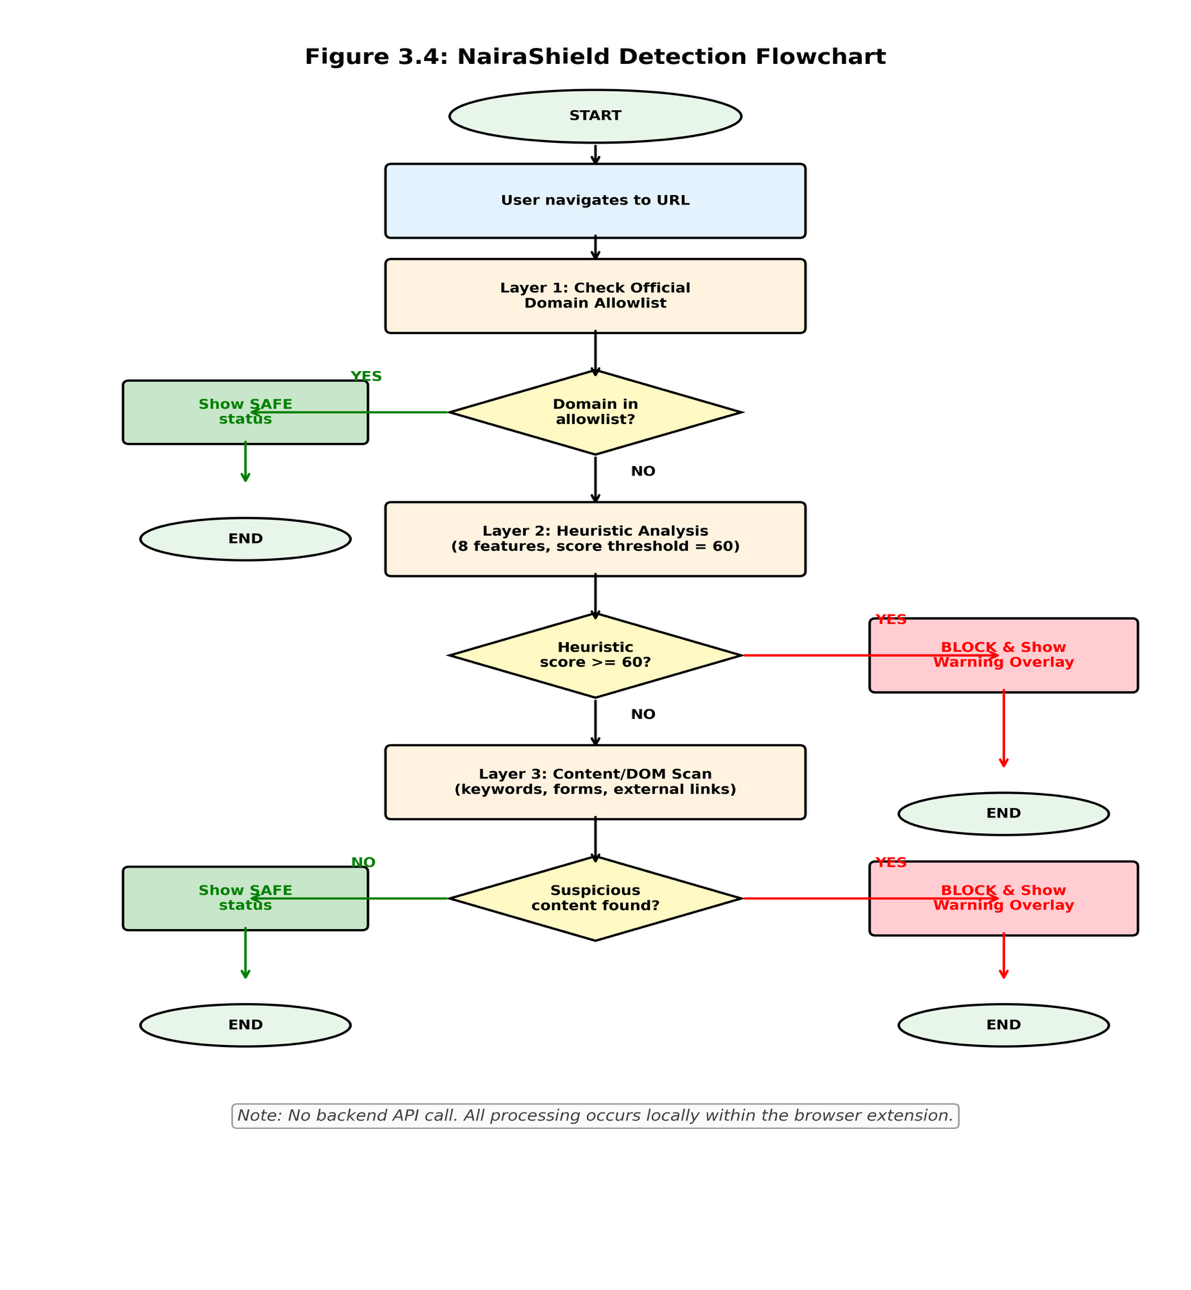 Figure 3.4: NairaShield Detection Flowchart
START
User navigates to URL
Layer 1: Check Official
Domain Allowlist
YES
Show SAFE
status
Domain in
allowlist?
NO
END
Layer 2: Heuristic Analysis
(8 features, score threshold = 60)
Heuristic
score >= 60?
YES
BLOCK & Show
Warning Overlay
NO
Layer 3: Content/DOM Scan
(keywords, forms, external links)
END
NO
Show SAFE
status
Suspicious
content found?
YES
BLOCK & Show
Warning Overlay
END
END
Note: No backend API call. All processing occurs locally within the browser extension.